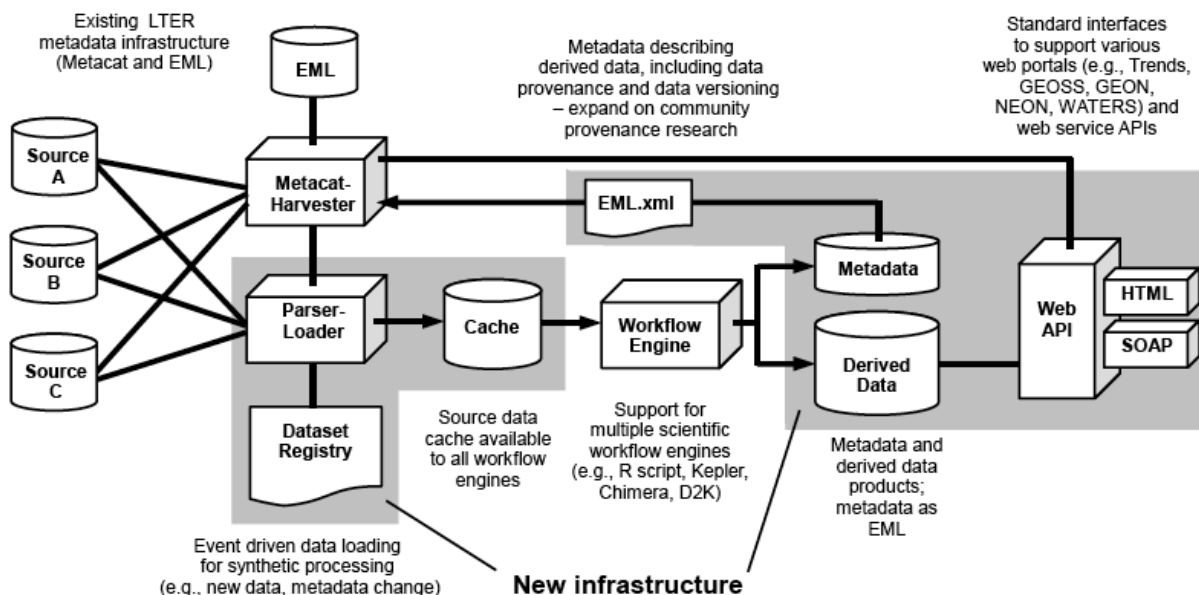 Existing LTER
metadata infrastructure
(Metacat and EML)
EML
Metadata describing
derived data, including data
provenance and data versioning
– expand on community
provenance research
Standard interfaces
to support various
web portals (e.g., Trends,
GEOSS, GEON,
NEON, WATERS) and
web service APIs
Source
A
Source
B
Source
C
Metacat-
Harvester
EML.xml
Parser-
Loader
Cache
Workflow
Engine
Metadata
Derived
Data
Web
API
HTML
SOAP
Dataset
Registry
Source data
cache available
to all workflow
engines
Support for
multiple scientific
workflow engines
(e.g., R script, Kepler,
Chimera, D2K)
Metadata and
derived data
products;
metadata as
EML
Event driven data loading
for synthetic processing
(e.g., new data, metadata change)
New infrastructure